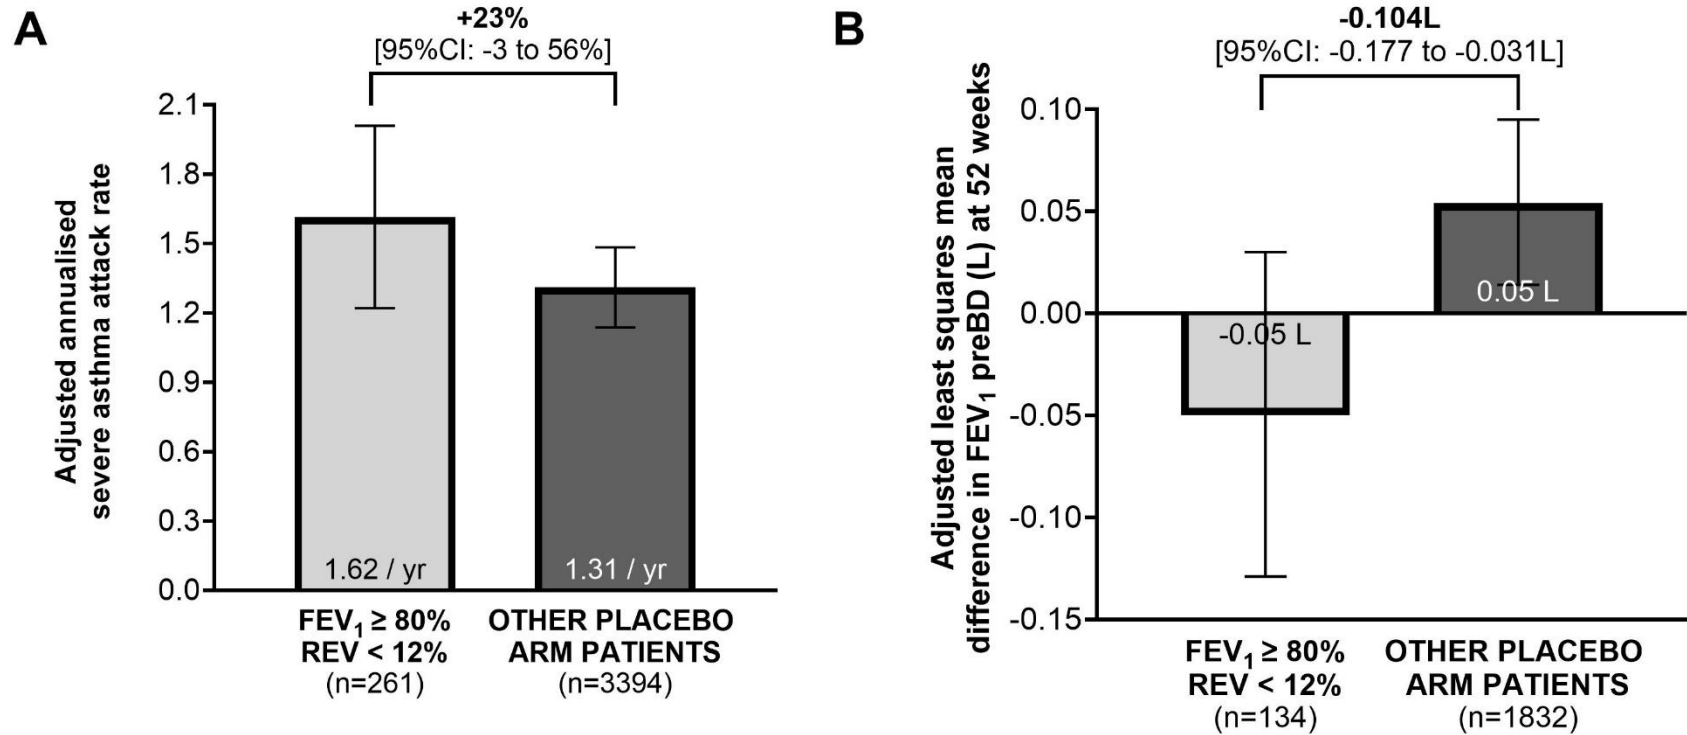 A
+23%
[95%CI: -3 to 56%]
Adjusted annualised
severe asthma attack rate
2.1
1.8
1.5
1.2
0.9
0.6
0.3
0.0
1.62 / yr
1.31 / yr
FEV₁ ≥ 80%
REV < 12%
(n=261)
OTHER PLACEBO
ARM PATIENTS
(n=3394)
B
-0.104L
[95%CI: -0.177 to -0.031L]
Adjusted least squares mean
difference in FEV₁ preBD (L) at 52 weeks
0.10
0.05
0.00
-0.05
-0.10
-0.15
-0.05 L
0.05 L
FEV₁ ≥ 80%
REV < 12%
(n=134)
OTHER PLACEBO
ARM PATIENTS
(n=1832)